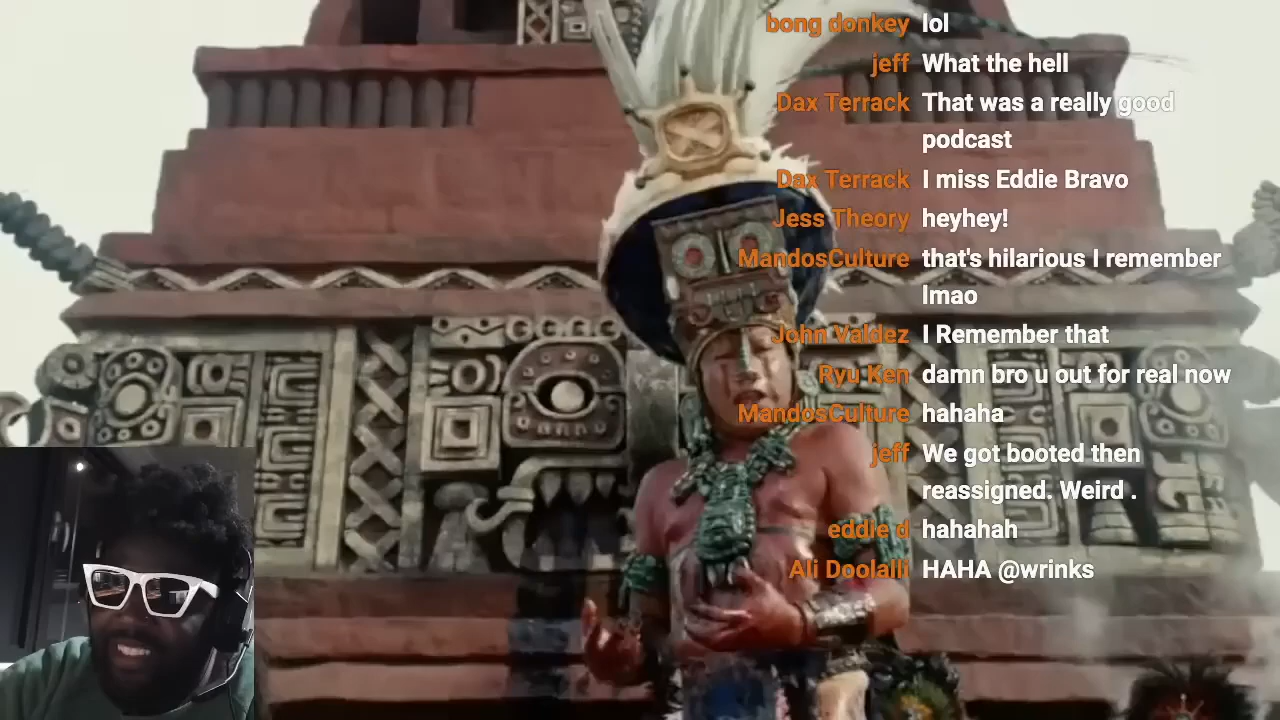 bong donkey lol
jeff What the hell
Dax Terrack That was a really good
podcast
Dax Terrack I miss Eddie Bravo
Jess Theory heyhey!
MandosCulture that's hilarious I remember
lmao
John Valdez I Remember that
Ryu Ken damn bro u out for real now
MandosCulture hahaha
jeff We got booted then
reassigned. Weird .
eddie d hahahah
Ali Doolalli HAHA @wrinks